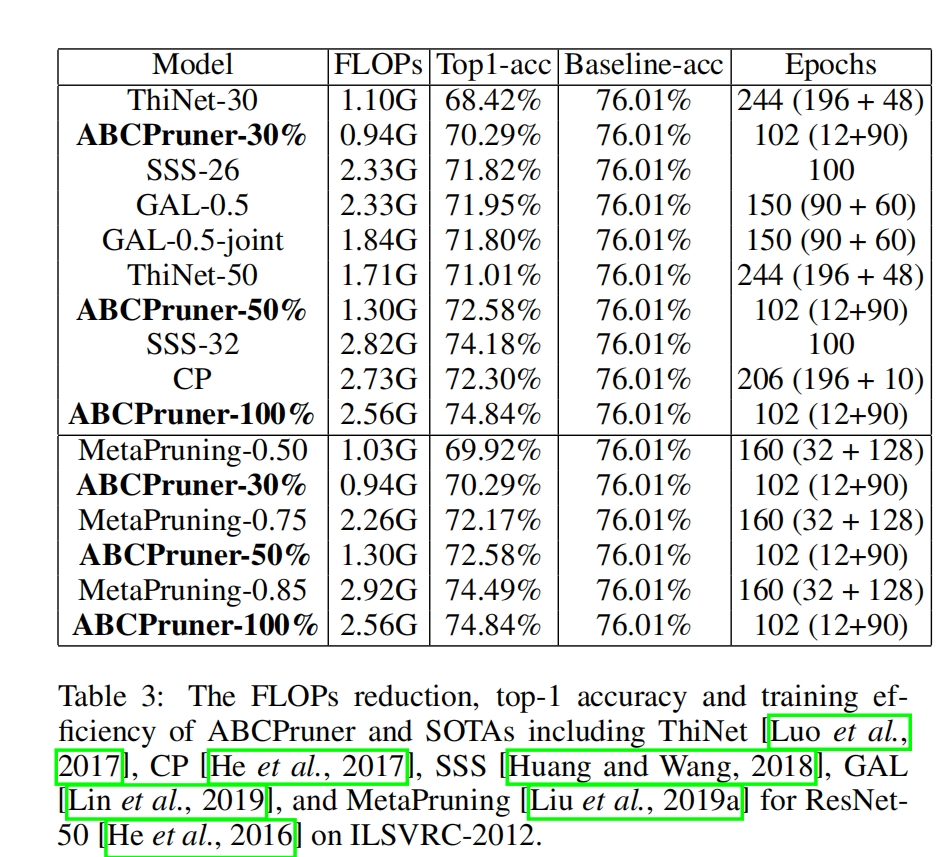 Model FLOPs Top1-acc Baseline-acc Epochs
ThiNet-30 1.10G 68.42% 76.01% 244 (196 + 48)
ABCPruner-30% 0.94G 70.29% 76.01% 102 (12+90)
SSS-26 2.33G 71.82% 76.01% 100
GAL-0.5 2.33G 71.95% 76.01% 150 (90 + 60)
GAL-0.5-joint 1.84G 71.80% 76.01% 150 (90 + 60)
ThiNet-50 1.71G 71.01% 76.01% 244 (196 + 48)
ABCPruner-50% 1.30G 72.58% 76.01% 102 (12+90)
SSS-32 2.82G 74.18% 76.01% 100
CP 2.73G 72.30% 76.01% 206 (196 + 10)
ABCPruner-100% 2.56G 74.84% 76.01% 102 (12+90)
MetaPruning-0.50 1.03G 69.92% 76.01% 160 (32 + 128)
ABCPruner-30% 0.94G 70.29% 76.01% 102 (12+90)
MetaPruning-0.75 2.26G 72.17% 76.01% 160 (32 + 128)
ABCPruner-50% 1.30G 72.58% 76.01% 102 (12+90)
MetaPruning-0.85 2.92G 74.49% 76.01% 160 (32 + 128)
ABCPruner-100% 2.56G 74.84% 76.01% 102 (12+90)
Table 3: The FLOPs reduction, top-1 accuracy and training ef-
ficiency of ABCPruner and SOTAs including ThiNet [Luo et al.,
2017], CP [He et al., 2017], SSS [Huang and Wang, 2018], GAL
[Lin et al., 2019], and MetaPruning [Liu et al., 2019a] for ResNet-
50 [He et al., 2016] on ILSVRC-2012.